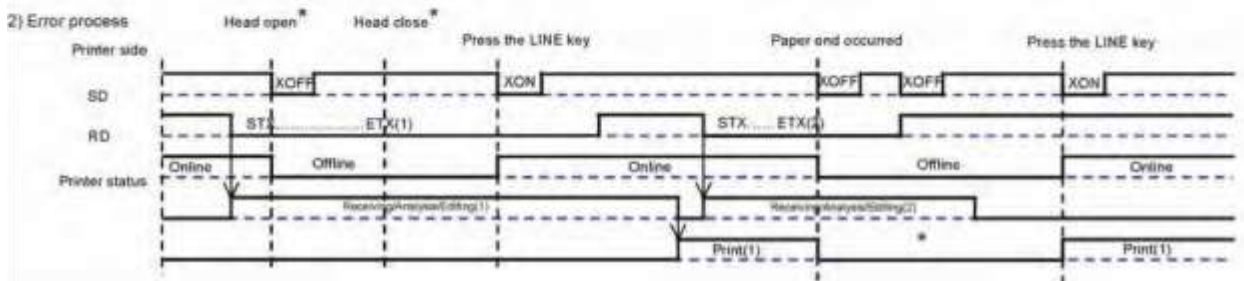 2) Error process
Head open*
Head close*
Printer side
Press the LINE key
Paper end occurred
Press the LINE key
XOFF
XON
XOFF
XOFF
XON
SD
RD
STX......................ETX(1)
STX......ETX(2)
Online
Offline
Online
Offline
Online
Printer status
Receiving/Analysis/Editing(1)
Receiving/Analysis/Editing(2)
*
Print(1)
Print(1)